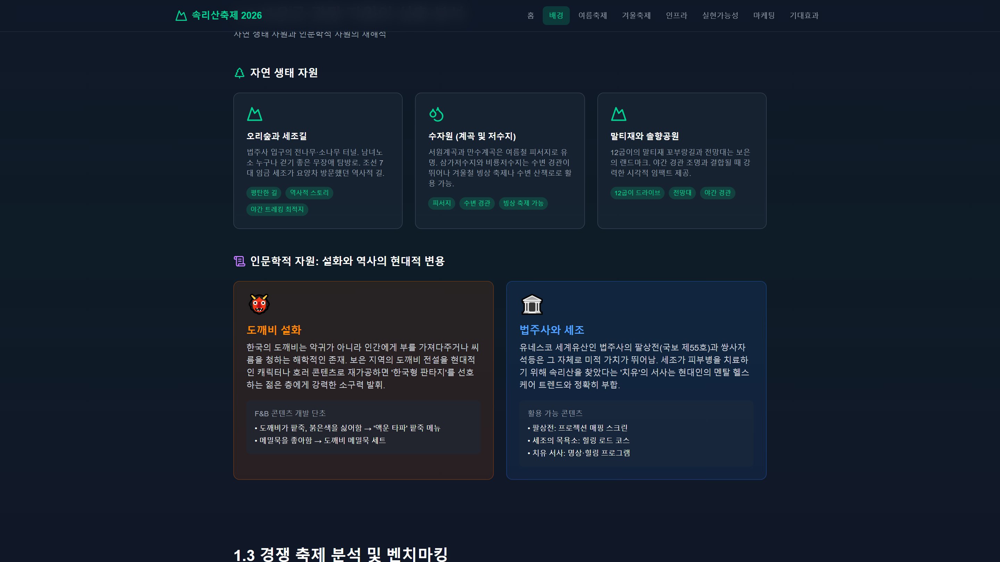 속리산축제 2026
홈
배경
여름축제
겨울축제
인프라
실현가능성
마케팅
기대효과
자연 생태 자원과 인문학적 자원의 재해석
자연 생태 자원
오리숲과 세조길
법주사 입구의 전나무·소나무 터널. 남녀노
소 누구나 걷기 좋은 무장애 탐방로. 조선 7
대 임금 세조가 요양차 방문했던 역사적 길.
평탄한 길
역사적 스토리
야간 트레킹 최적지
수자원 (계곡 및 저수지)
서원계곡과 만수계곡은 여름철 피서지로 유
명. 삼가저수지와 비룡저수지는 수변 경관이
뛰어나 겨울철 빙상 축제나 수변 산책로로 활
용 가능.
피서지
수변 경관
빙상 축제 가능
말티재와 솔향공원
12굽이의 말티재 꼬부랑길과 전망대는 보은
의 랜드마크. 야간 경관 조명과 결합될 때 강
력한 시각적 임팩트 제공.
12굽이 드라이브
전망대
야간 경관
인문학적 자원: 설화와 역사의 현대적 변용
도깨비 설화
한국의 도깨비는 악귀가 아니라 인간에게 부를 가져다주거나 씨
름을 청하는 해학적인 존재. 보은 지역의 도깨비 전설을 현대적
인 캐릭터나 호러 콘텐츠로 재가공하면 '한국형 판타지'를 선호
하는 젊은 층에게 강력한 소구력 발휘.
F&B 콘텐츠 개발 단초
• 도깨비가 팥죽, 붉은색을 싫어함 → '액운 타파' 팥죽 메뉴
• 메밀묵을 좋아함 → 도깨비 메밀묵 세트
법주사와 세조
유네스코 세계유산인 법주사의 팔상전(국보 제55호)과 쌍사자
석등은 그 자체로 미적 가치가 뛰어남. 세조가 피부병을 치료하
기 위해 속리산을 찾았다는 '치유'의 서사는 현대인의 멘탈 헬스
케어 트렌드와 정확히 부합.
활용 가능 콘텐츠
• 팔상전: 프로젝션 매핑 스크린
• 세조의 목욕소: 힐링 로드 코스
• 치유 서사: 명상·힐링 프로그램
1.3 경쟁 축제 분석 및 벤치마킹